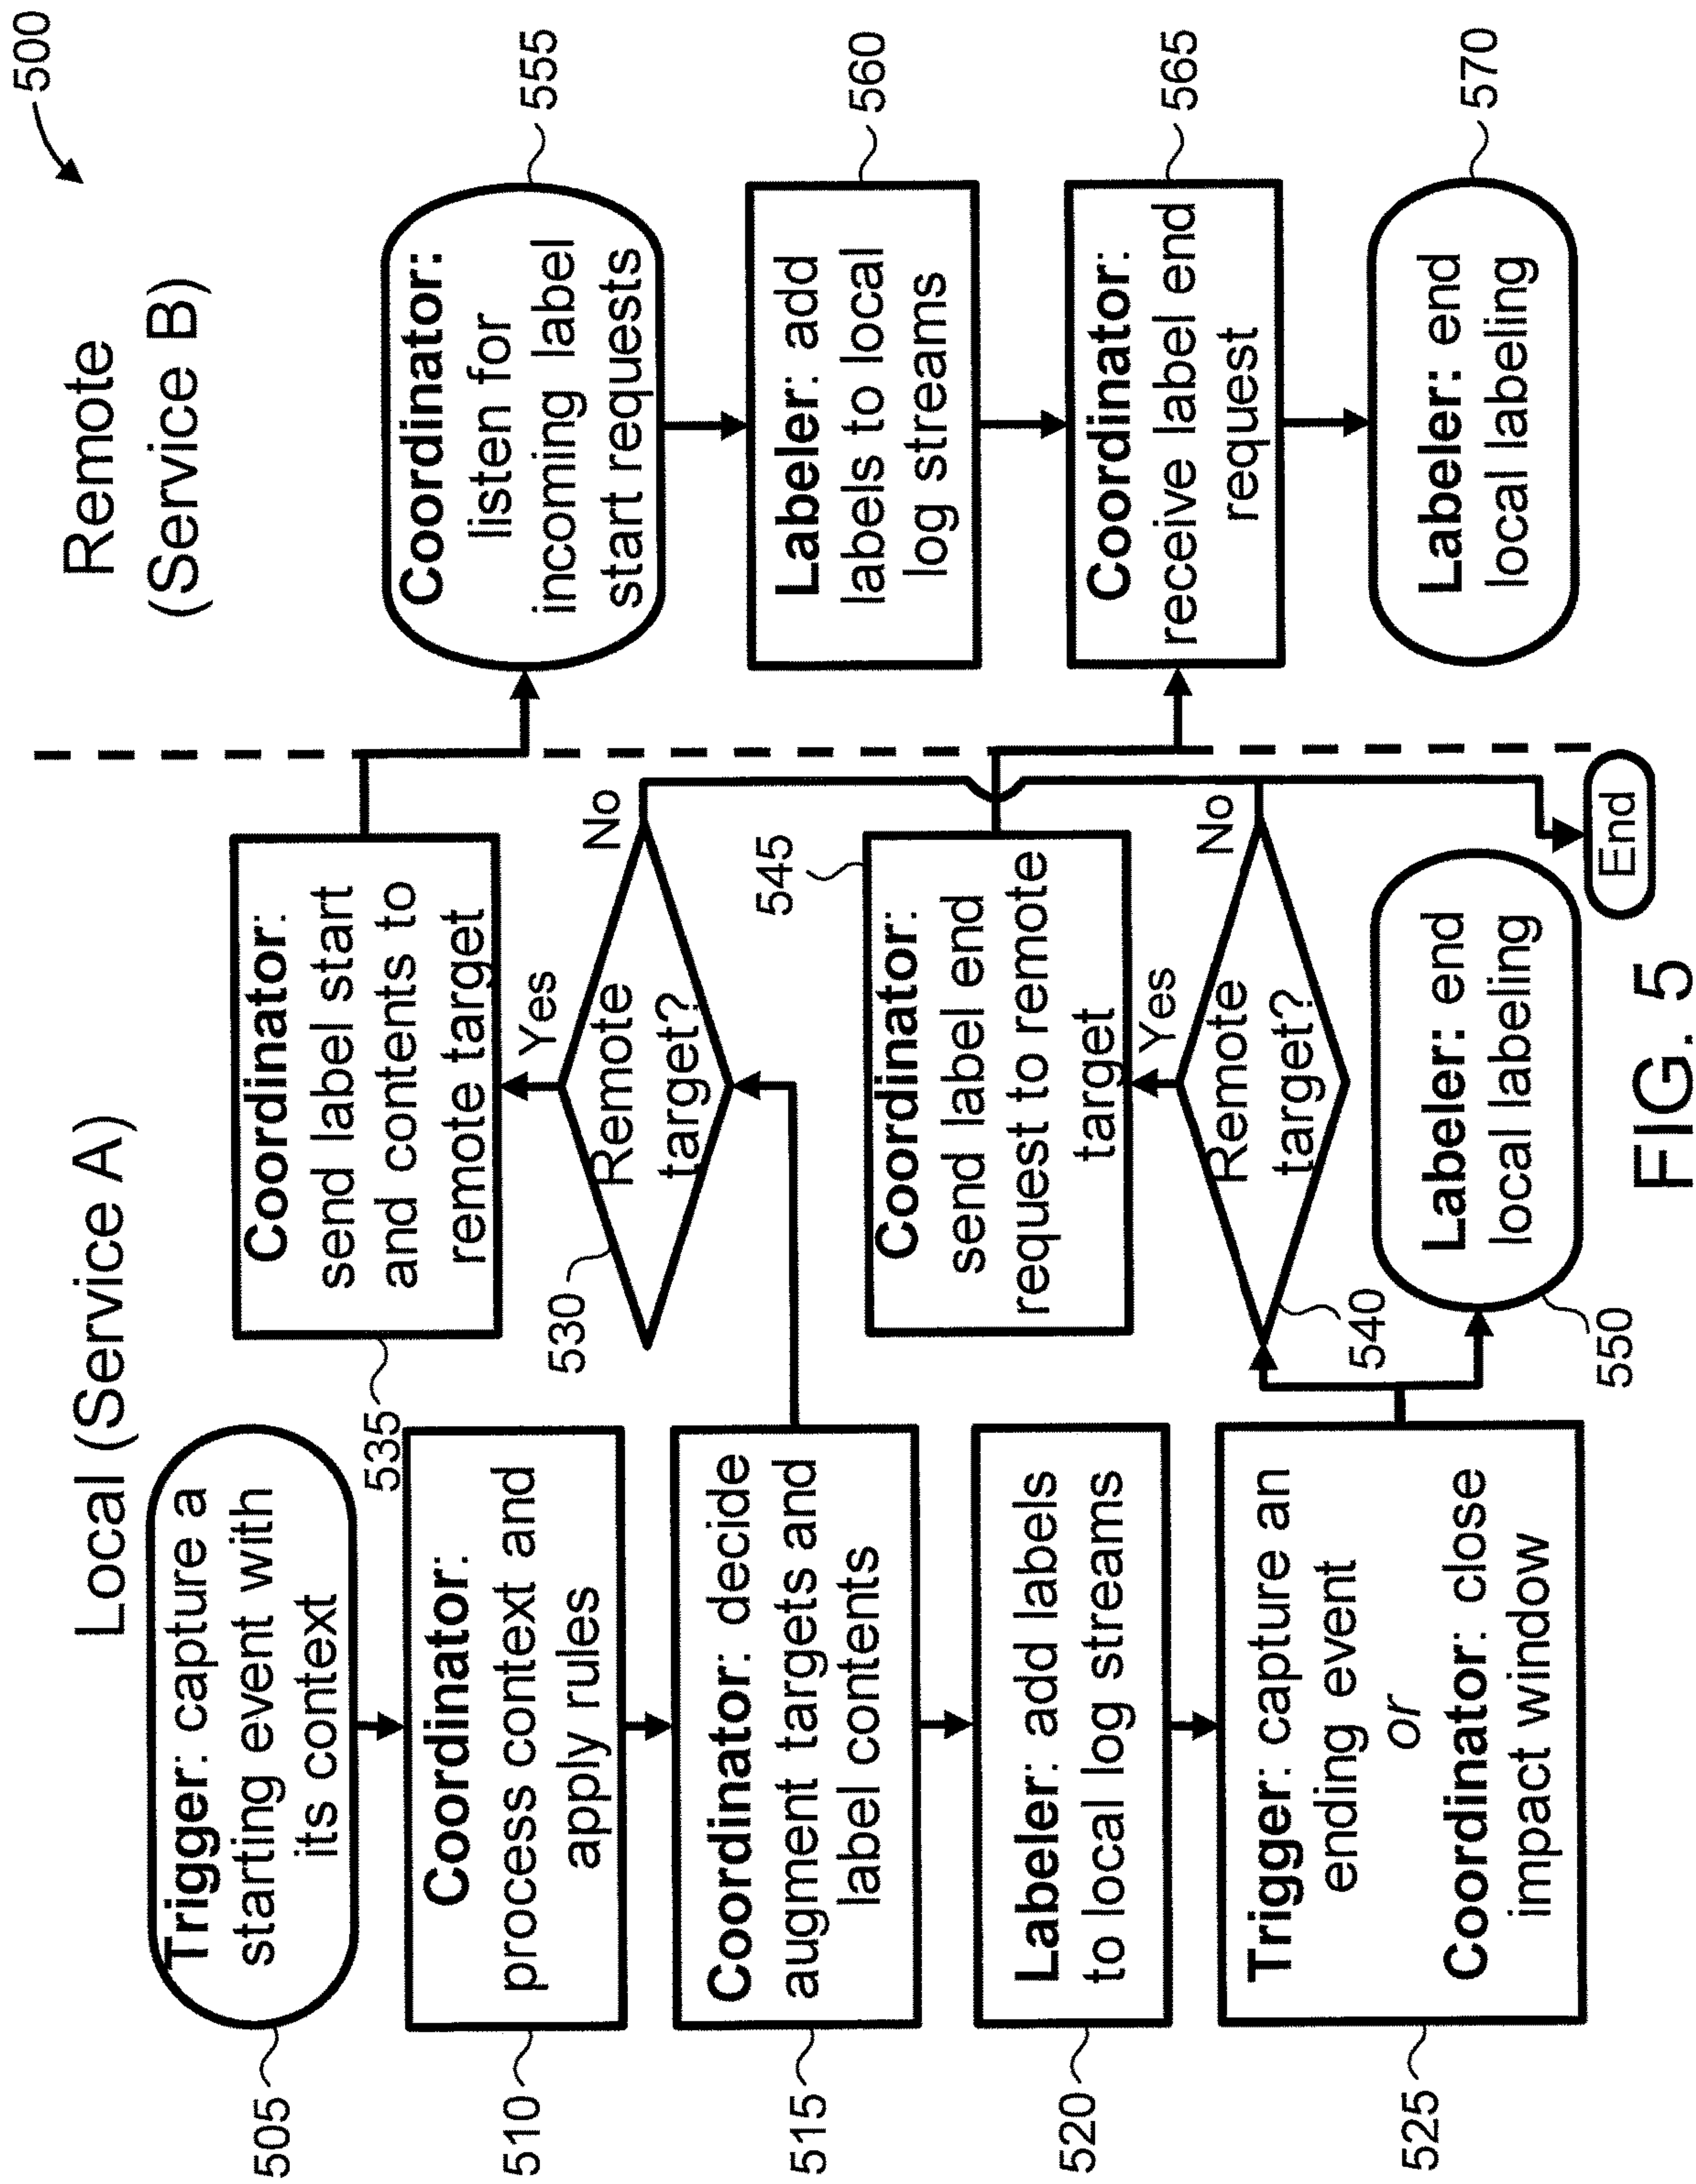 500
Local (Service A)
Remote
(Service B)
Trigger: capture a
starting event with
its context
505
Coordinator:
process context and
apply rules
510
Coordinator: decide
augment targets and
label contents
515
Labeler: add labels
to local log streams
520
Trigger: capture an
ending event
or
Coordinator: close
impact window
525
Coordinator:
send label start
and contents to
remote target
535
Yes
No
Remote
target?
530
Coordinator:
send label end
request to remote
target
545
Yes
No
Remote
target?
540
Labeler: end
local labeling
550
End
Coordinator:
listen for
incoming label
start requests
555
Labeler: add
labels to local
log streams
560
Coordinator:
receive label end
request
565
Labeler: end
local labeling
570
FIG. 5